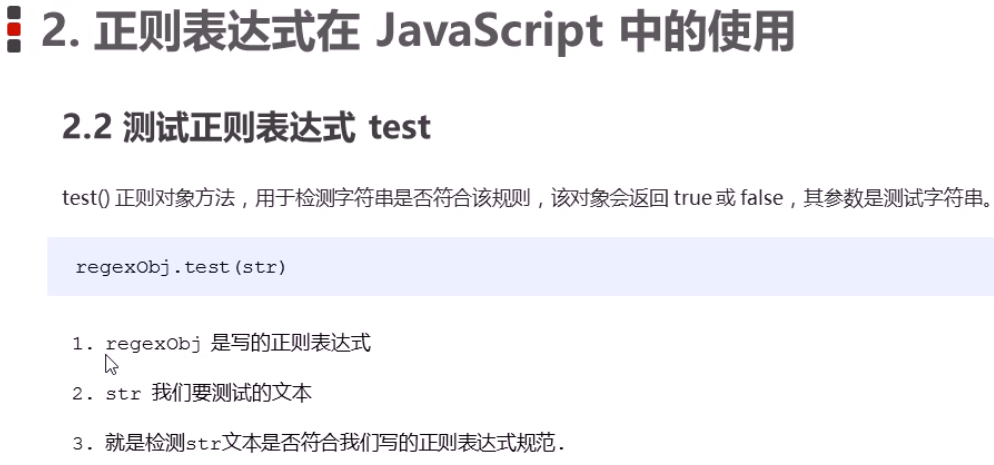 2. 正则表达式在 JavaScript 中的使用
2.2 测试正则表达式 test
test() 正则对象方法，用于检测字符串是否符合该规则，该对象会返回 true 或 false，其参数是测试字符串。
regexObj.test(str)
1. regexObj 是写的正则表达式
2. str 我们要测试的文本
3. 就是检测str文本是否符合我们写的正则表达式规范.